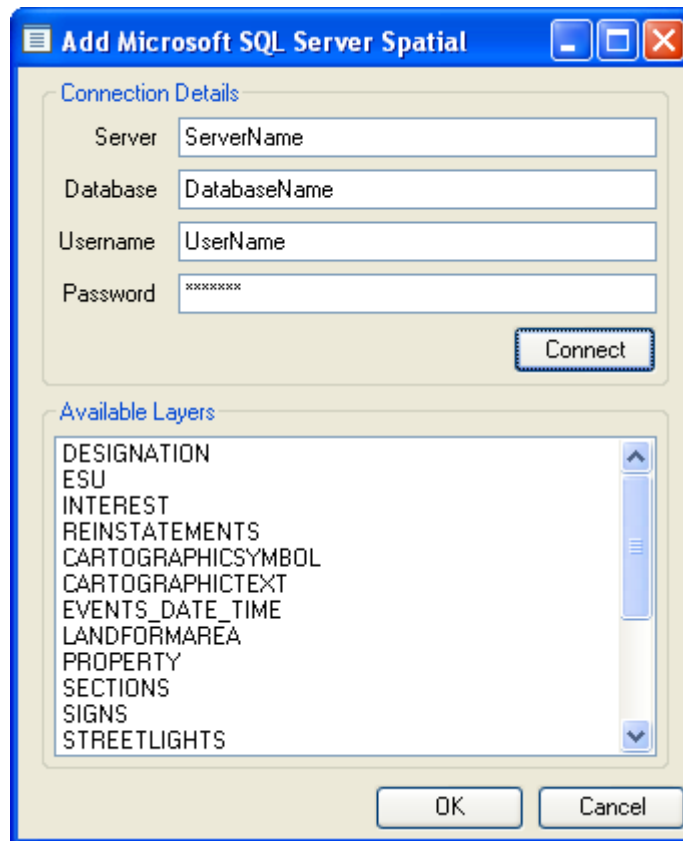 Add Microsoft SQL Server Spatial
Connection Details
Server ServerName
Database DatabaseName
Username UserName
Password *******
Connect
Available Layers
DESIGNATION
ESU
INTEREST
REINSTATEMENTS
CARTOGRAPHICSYMBOL
CARTOGRAPHICTEXT
EVENTS_DATE_TIME
LANDFORMAREA
PROPERTY
SECTIONS
SIGNS
STREETLIGHTS
OK Cancel